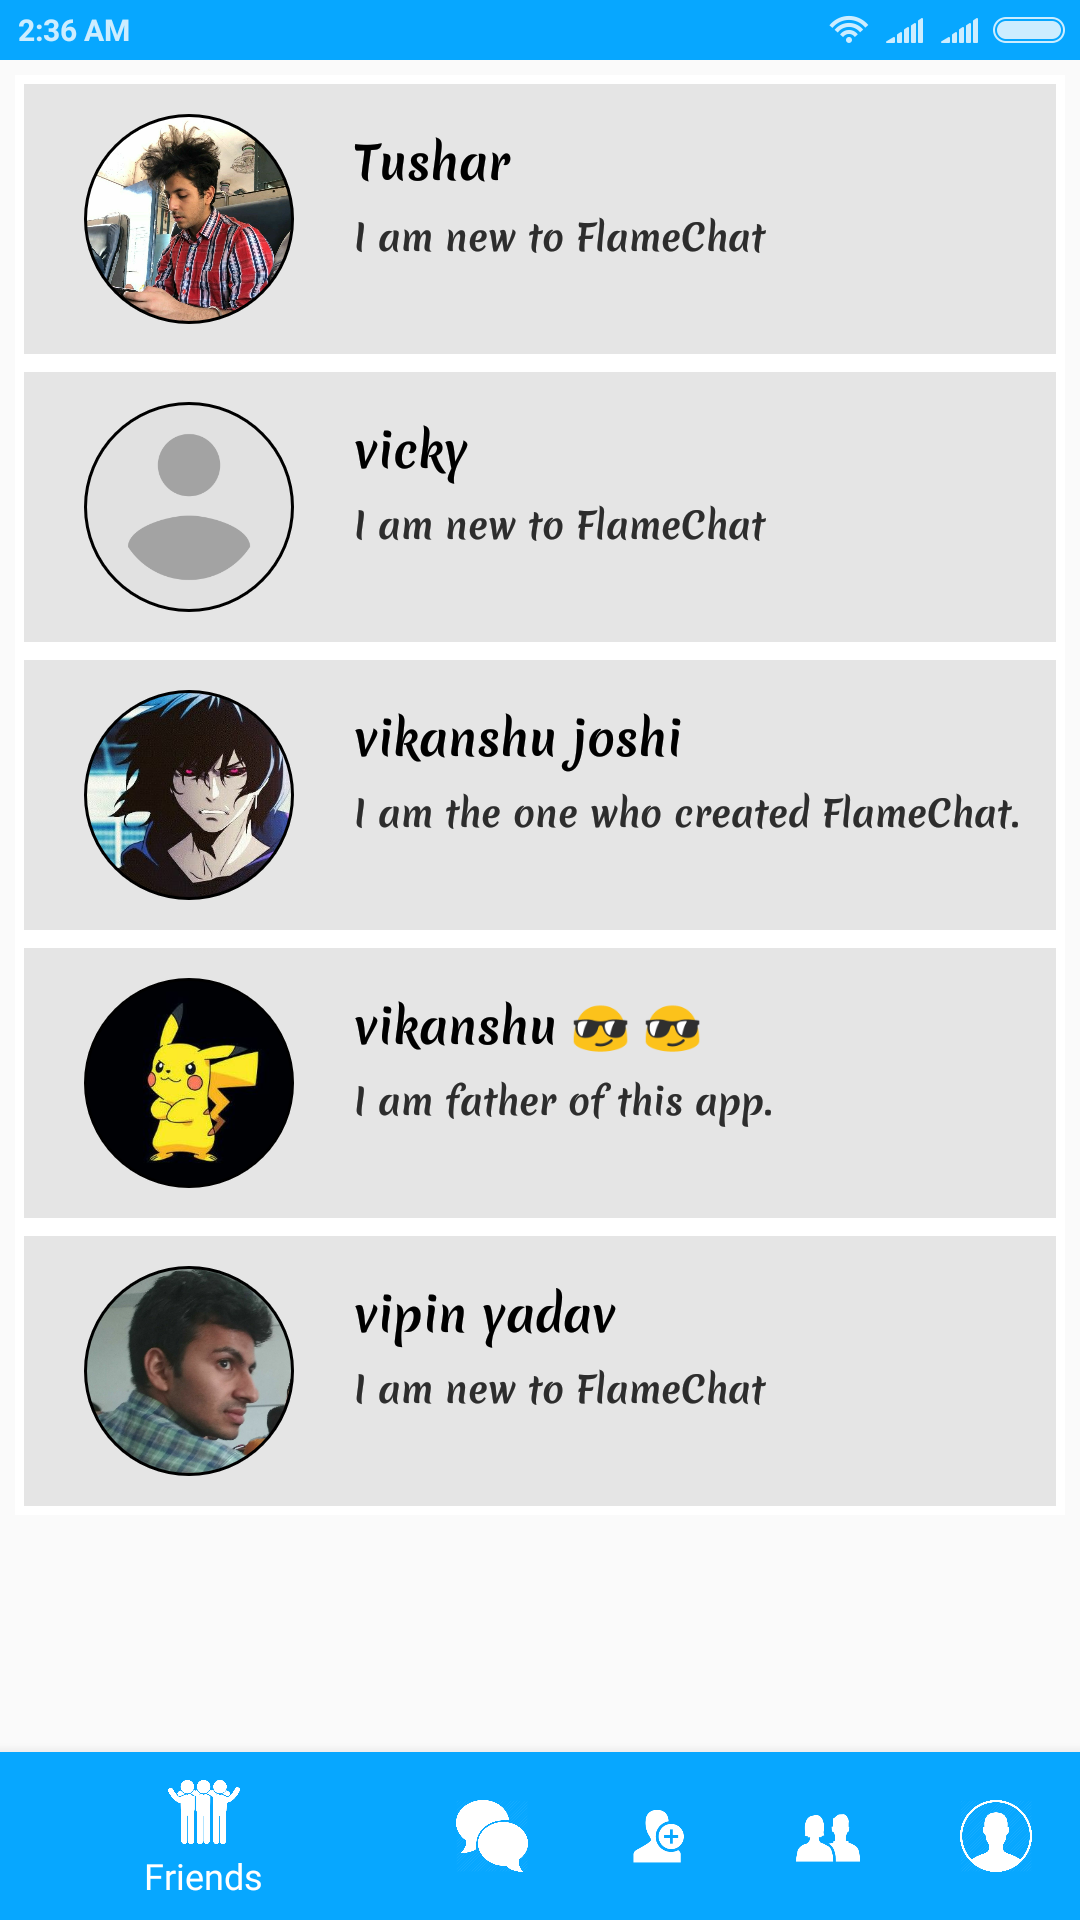 2:36 AM
Tushar
I am new to FlameChat
vicky
I am new to FlameChat
vikanshu joshi
I am the one who created FlameChat.
vikanshu 😎 😎
I am father of this app.
vipin yadav
I am new to FlameChat
Friends